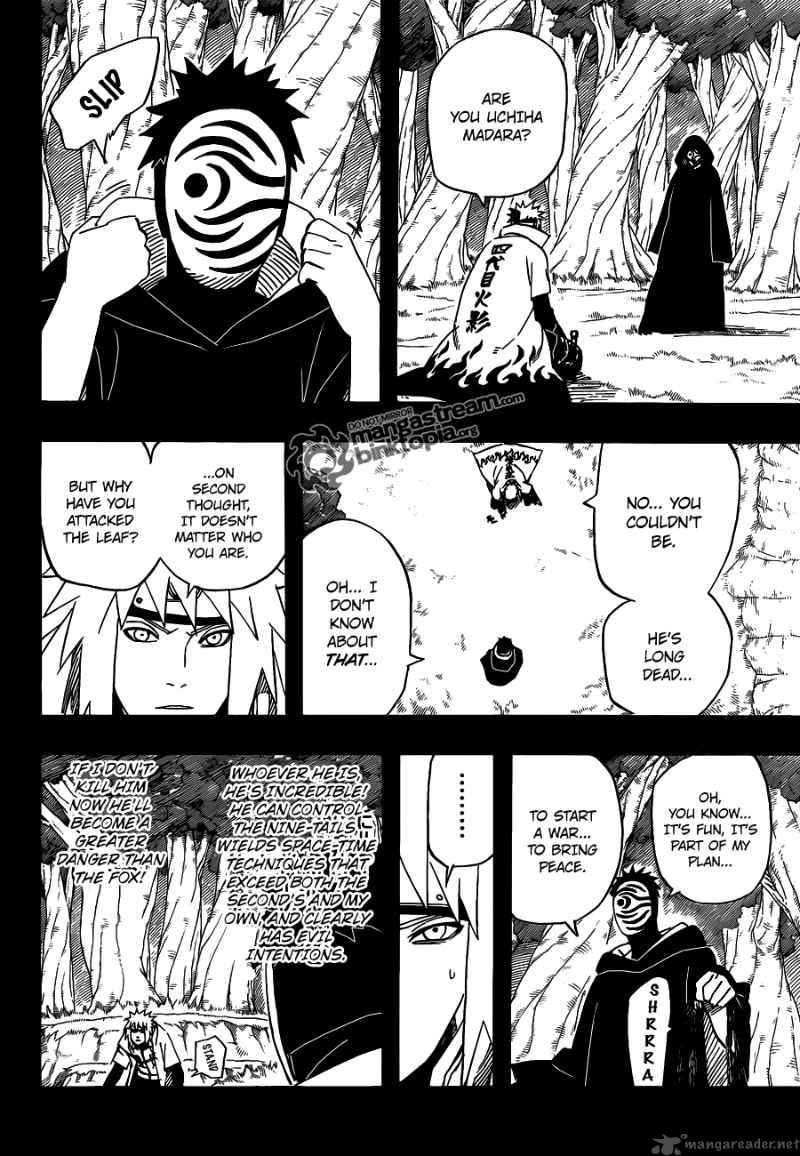 ARE
YOU UCHIHA
MADARA?
四代目火影
SLIP
NO... YOU
COULDN'T
BE.
HE'S
LONG
DEAD...
OH... I
DON'T
KNOW
ABOUT
THAT...
...ON
SECOND
THOUGHT,
IT DOESN'T
MATTER WHO
YOU ARE.
BUT WHY
HAVE YOU
ATTACKED
THE LEAF?
OH,
YOU KNOW...
IT'S FUN, IT'S
PART OF MY
PLAN...
TO START
A WAR...
TO BRING
PEACE.
SHRRRA
........
WHOEVER HE IS,
HE'S INCREDIBLE!
HE CAN CONTROL
THE NINE-TAILS,
WIELDS SPACE-TIME
TECHNIQUES THAT
EXCEED BOTH THE
SECOND'S AND MY
OWN, AND CLEARLY
HAS EVIL
INTENTIONS.
IF I DON'T
KILL HIM
NOW HE'LL
BECOME A
GREATER
DANGER THAN
THE FOX!
STAND
DO NOT MIRROR
mangastream.com
binktopia.org
mangareader.net